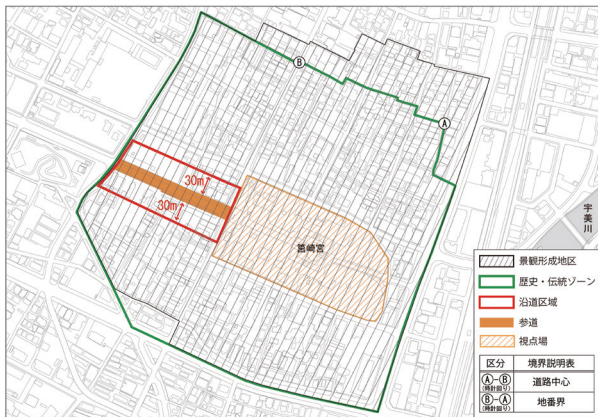 B
A
30m
30m
筥崎宮
宇美川
景観形成地区
歴史・伝統ゾーン
沿道区域
参道
視点場
区分 境界説明表
A-B
(時計回り)
道路中心
B-A
(時計回り)
地番界